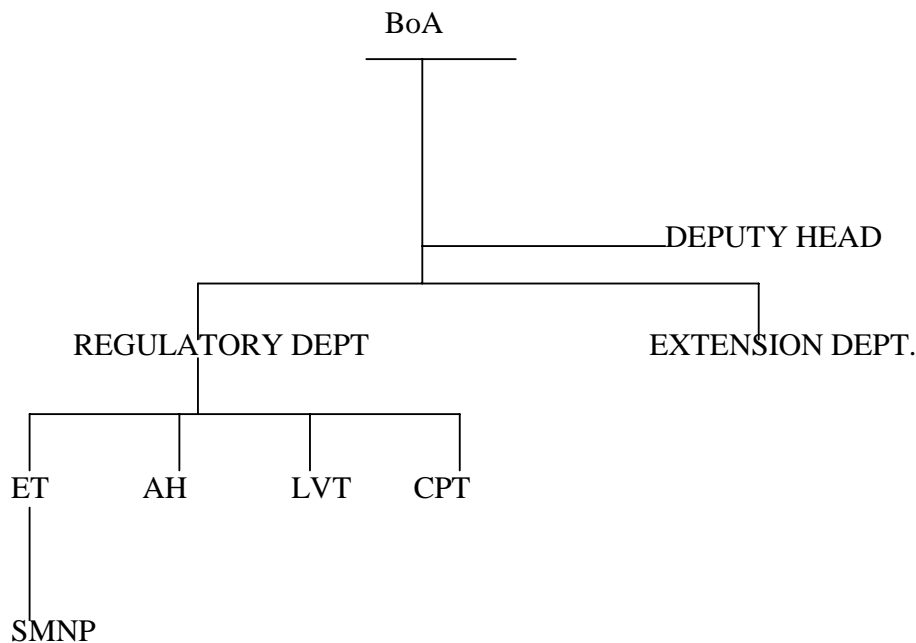 BoA
DEPUTY HEAD
REGULATORY DEPT EXTENSION DEPT.
ET AH LVT CPT
SMNP